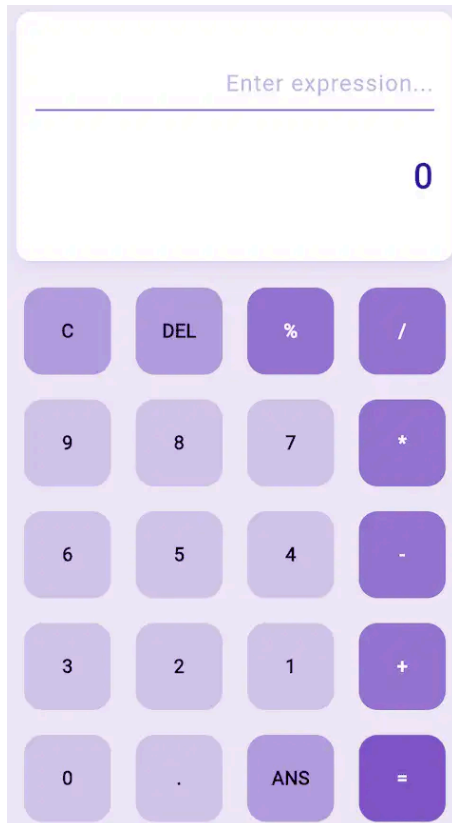 Enter expression...
0
C DEL % /
9 8 7 *
6 5 4 -
3 2 1 +
0 . ANS =